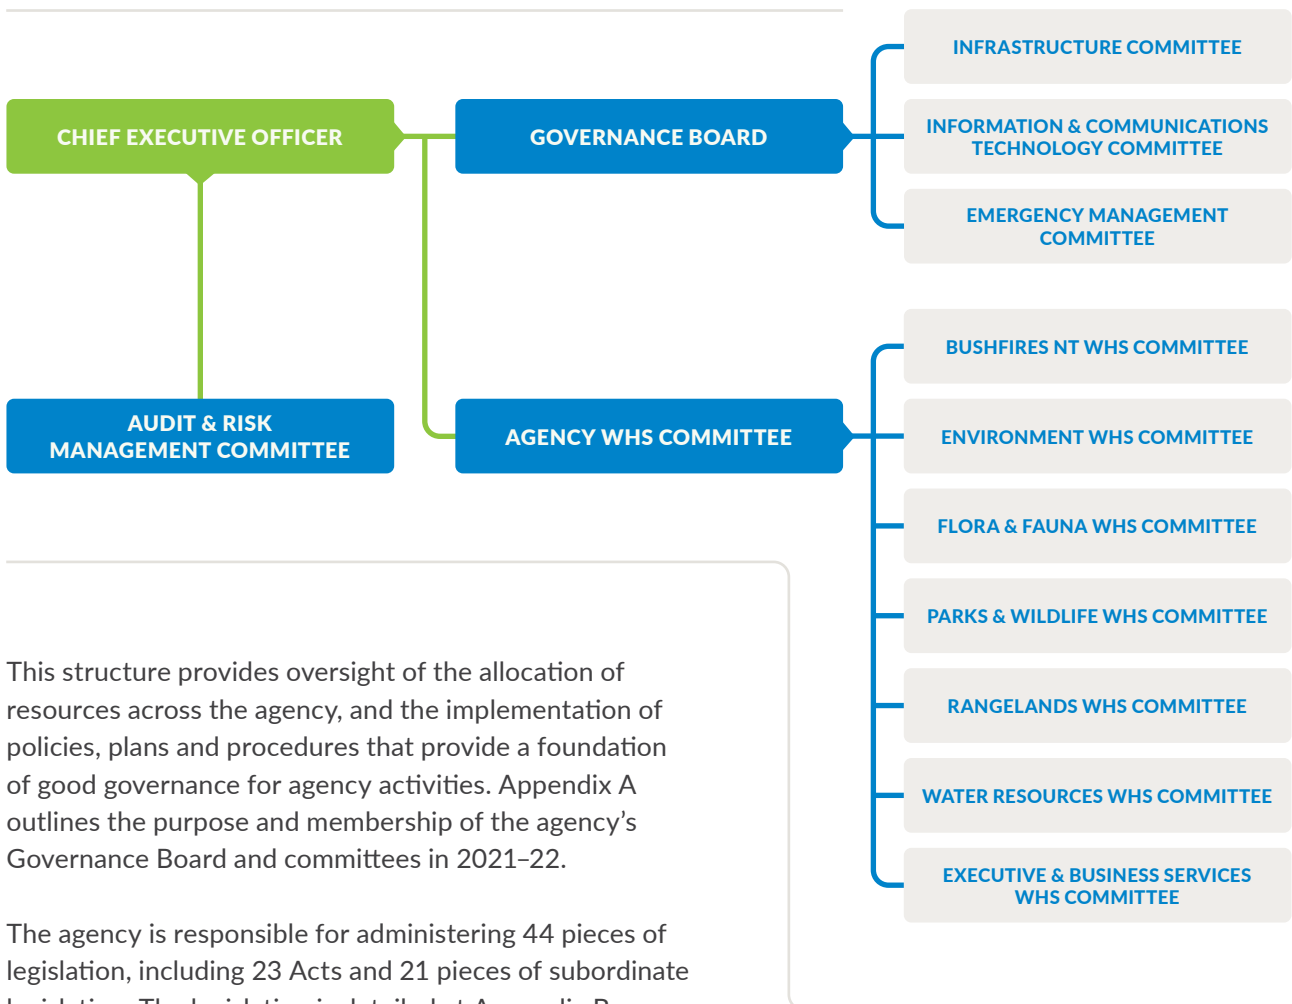 CHIEF EXECUTIVE OFFICER
GOVERNANCE BOARD
INFRASTRUCTURE COMMITTEE
INFORMATION & COMMUNICATIONS
TECHNOLOGY COMMITTEE
EMERGENCY MANAGEMENT
COMMITTEE
AUDIT & RISK
MANAGEMENT COMMITTEE
AGENCY WHS COMMITTEE
BUSHFIRES NT WHS COMMITTEE
ENVIRONMENT WHS COMMITTEE
FLORA & FAUNA WHS COMMITTEE
PARKS & WILDLIFE WHS COMMITTEE
RANGELANDS WHS COMMITTEE
WATER RESOURCES WHS COMMITTEE
EXECUTIVE & BUSINESS SERVICES
WHS COMMITTEE
This structure provides oversight of the allocation of
resources across the agency, and the implementation of
policies, plans and procedures that provide a foundation
of good governance for agency activities. Appendix A
outlines the purpose and membership of the agency’s
Governance Board and committees in 2021–22.
The agency is responsible for administering 44 pieces of
legislation, including 23 Acts and 21 pieces of subordinate